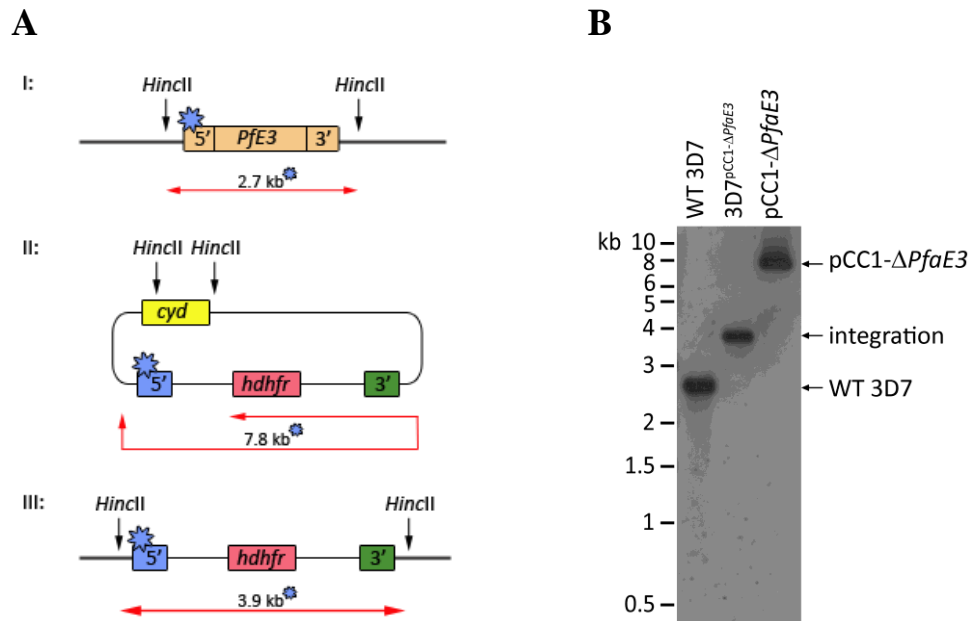 A
B
I:
HincII
HincII
5’
PfE3
3’
2.7 kb
II:
HincII
HincII
cyd
5’
hdhfr
3’
7.8 kb
III:
HincII
HincII
5’
hdhfr
3’
3.9 kb
WT 3D7
3D7pCC1-ΔPfaE3
pCC1-ΔPfaE3
kb
10
8
6
5
4
3
2
1.5
1
0.5
pCC1-ΔPfaE3
integration
WT 3D7